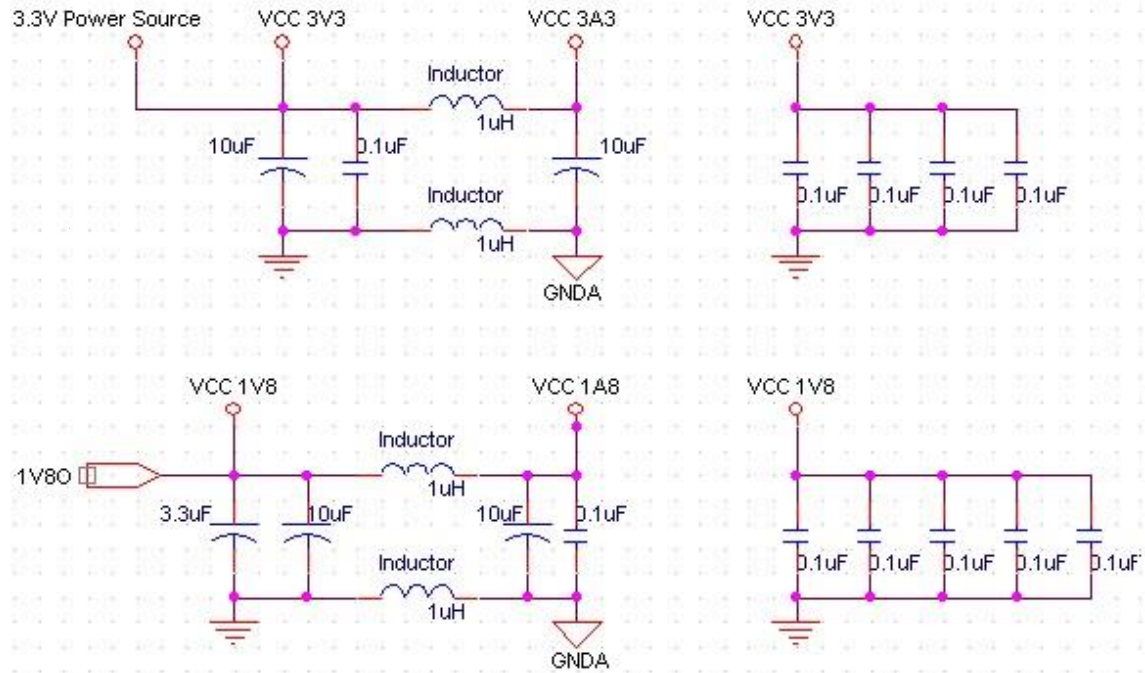 3.3V Power Source VCC 3V3 VCC 3A3 VCC 3V3
Inductor
1uH
10uF 0.1uF 10uF
0.1uF 0.1uF 0.1uF 0.1uF
Inductor
1uH
GNDA
VCC 1V8 VCC 1A8 VCC 1V8
Inductor
1V8O
1uH
3.3uF 10uF 10uF 0.1uF
0.1uF 0.1uF 0.1uF 0.1uF 0.1uF
Inductor
1uH
GNDA